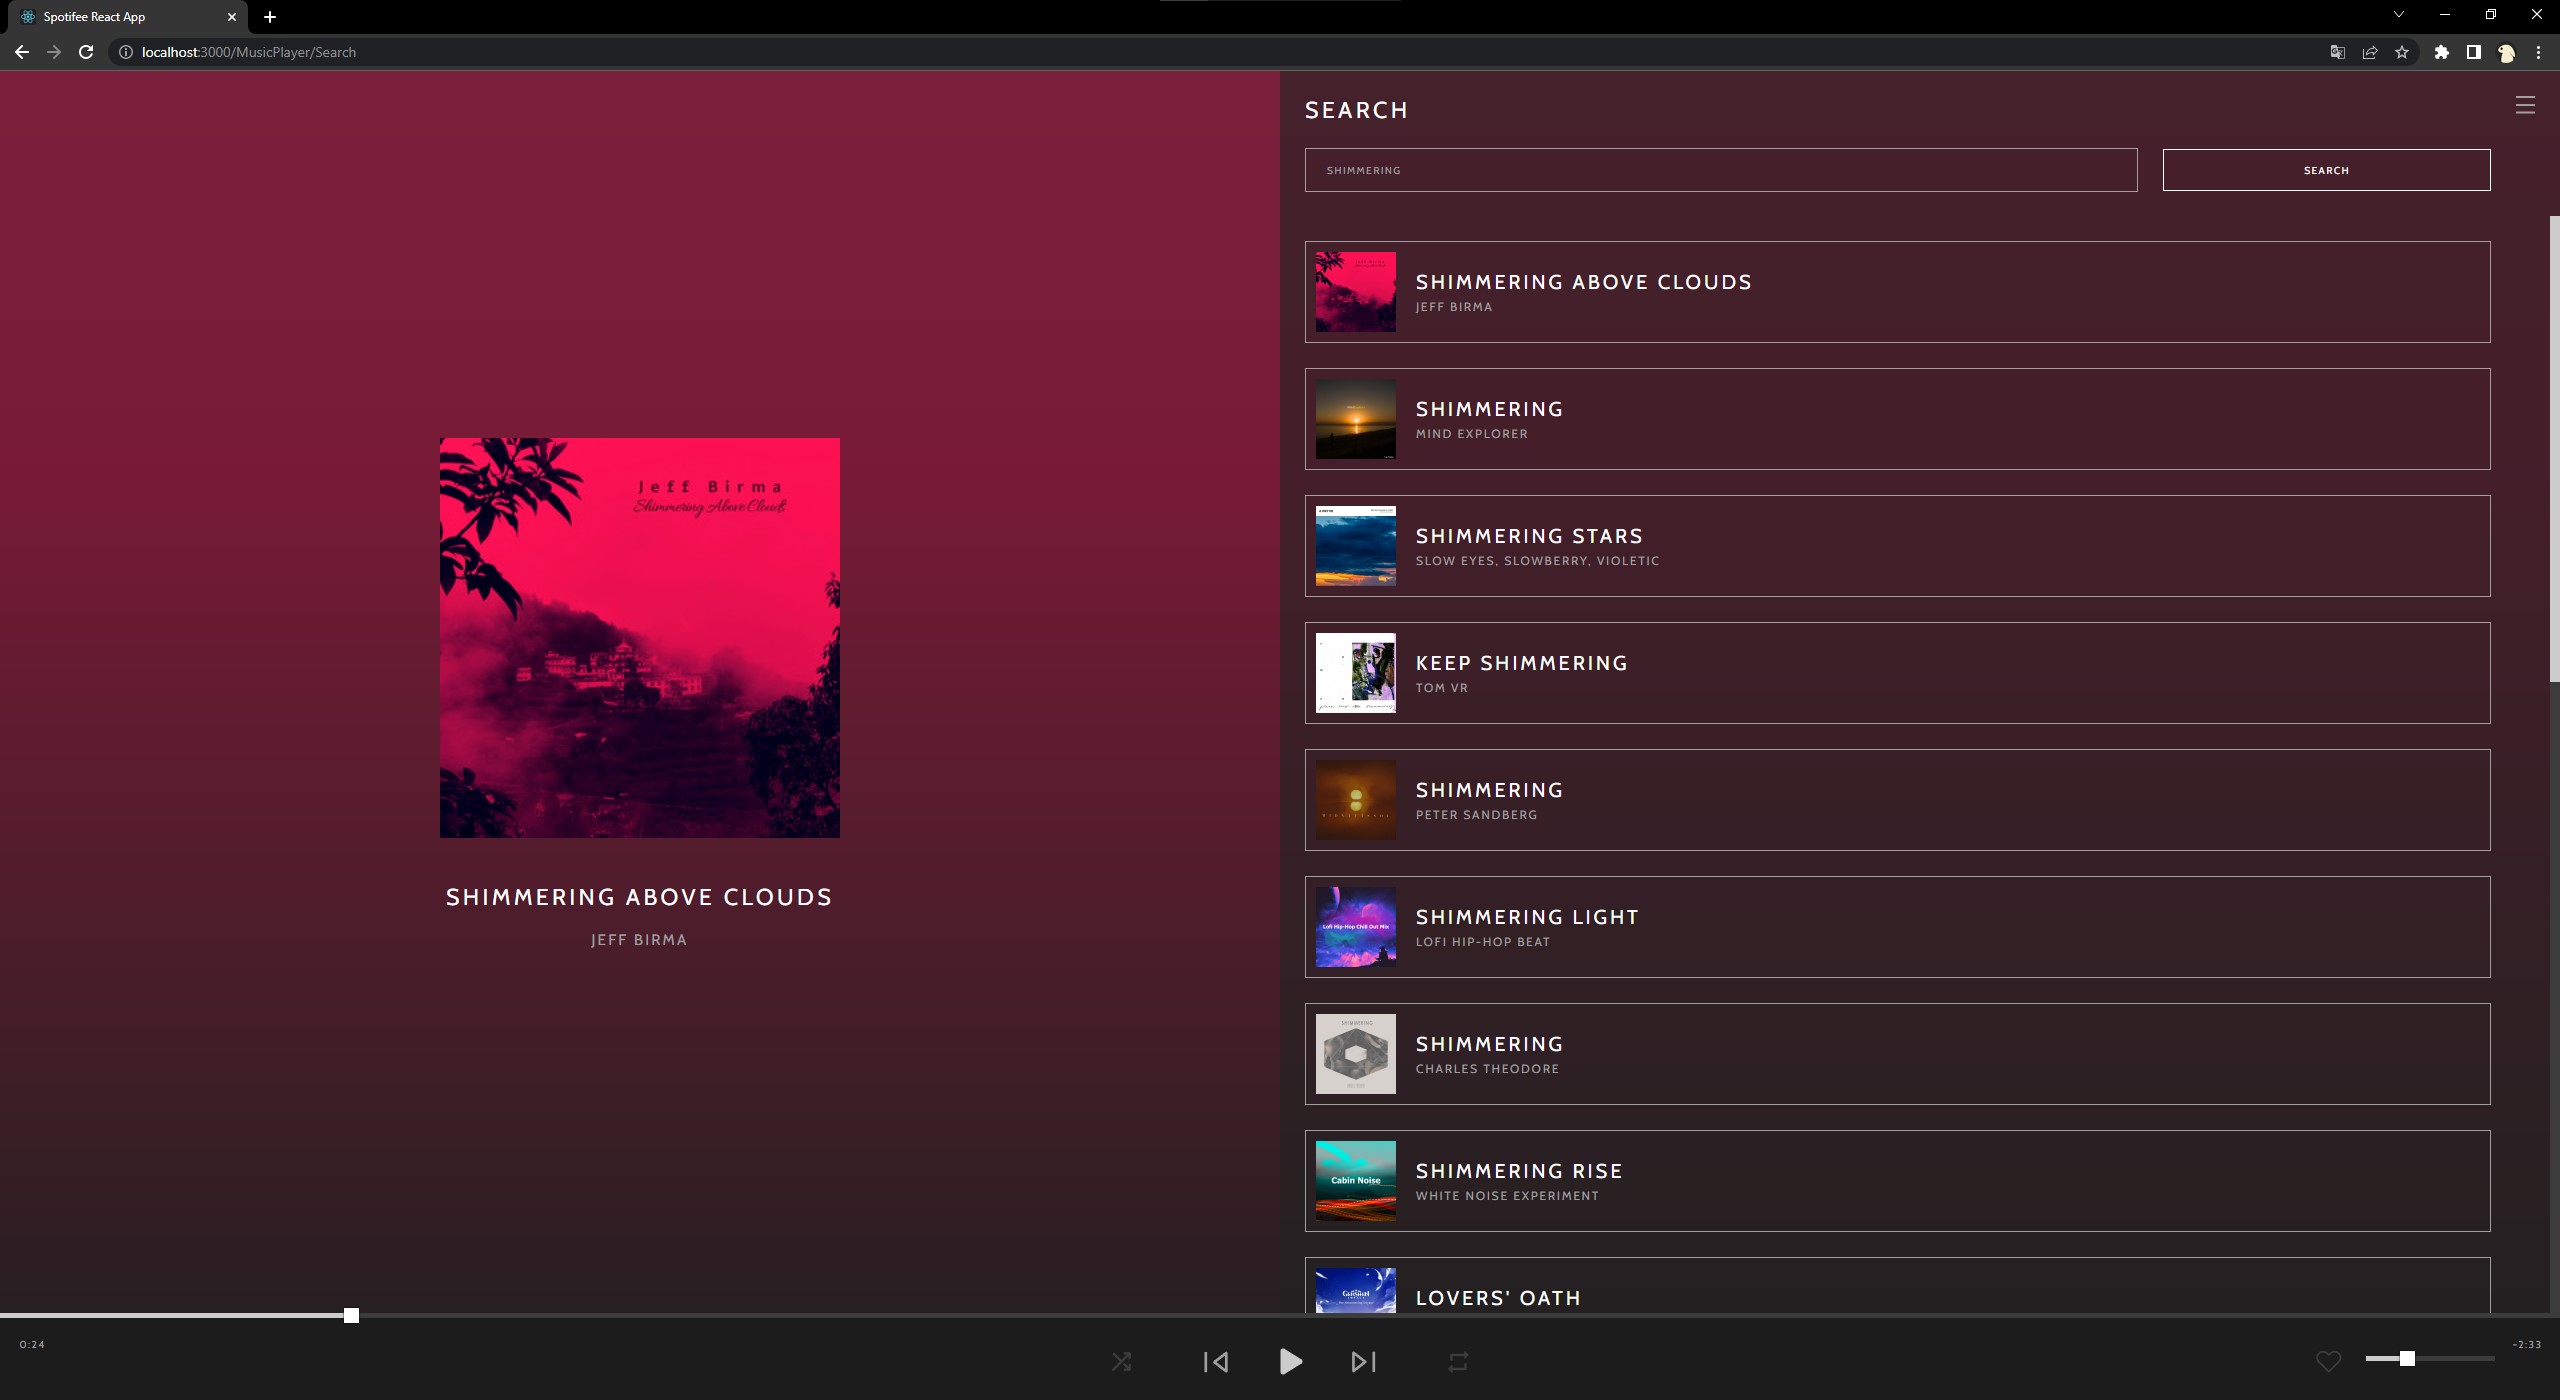 Spotifee React App
localhost:3000/MusicPlayer/Search
Jeff Birma
Shimmering Above Clouds
SHIMMERING ABOVE CLOUDS
JEFF BIRMA
SEARCH
SHIMMERING
SEARCH
SHIMMERING ABOVE CLOUDS
JEFF BIRMA
SHIMMERING
MIND EXPLORER
SHIMMERING STARS
SLOW EYES, SLOWBERRY, VIOLETIC
KEEP SHIMMERING
TOM VR
SHIMMERING
PETER SANDBERG
Lofi Hip-Hop Chill Out Mix
SHIMMERING LIGHT
LOFI HIP-HOP BEAT
SHIMMERING
SHIMMERING
CHARLES THEODORE
Cabin Noise
SHIMMERING RISE
WHITE NOISE EXPERIMENT
GENSHIN
LOVERS' OATH
0:24
-2:33